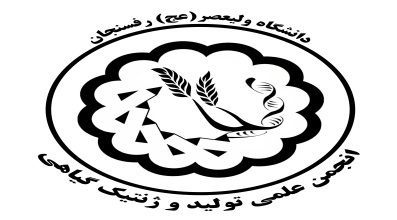 دانشگاه ولیعصر (عج) رفسنجان
انجمن علمی تولید و ژنتیک گیاهی